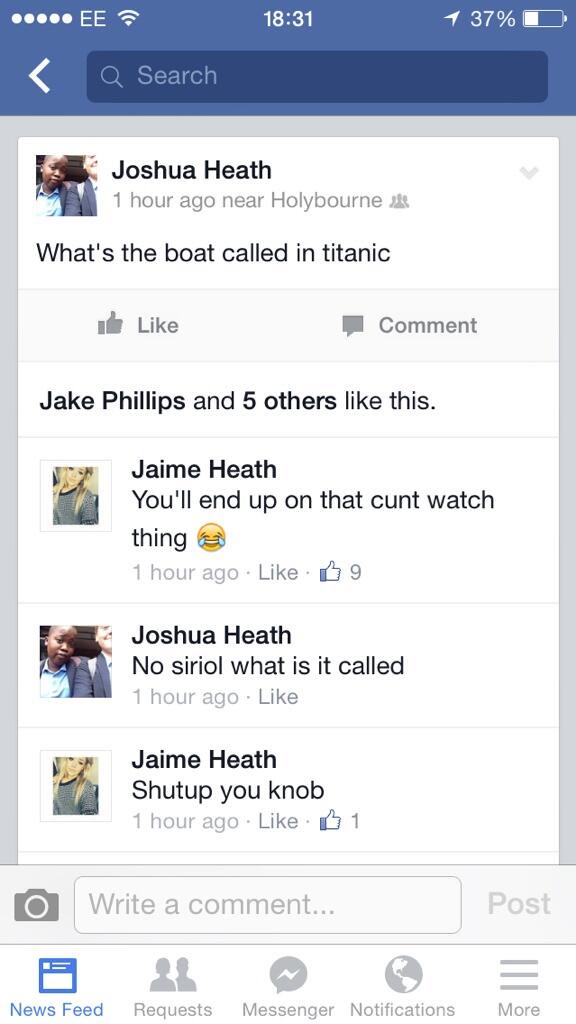 EE 18:31 37%
Search
Joshua Heath
1 hour ago near Holybourne
What's the boat called in titanic
Like Comment
Jake Phillips and 5 others like this.
Jaime Heath
You'll end up on that cunt watch
thing 😂
1 hour ago · Like · 9
Joshua Heath
No siriol what is it called
1 hour ago · Like
Jaime Heath
Shutup you knob
1 hour ago · Like · 1
Write a comment... Post
News Feed Requests Messenger Notifications More